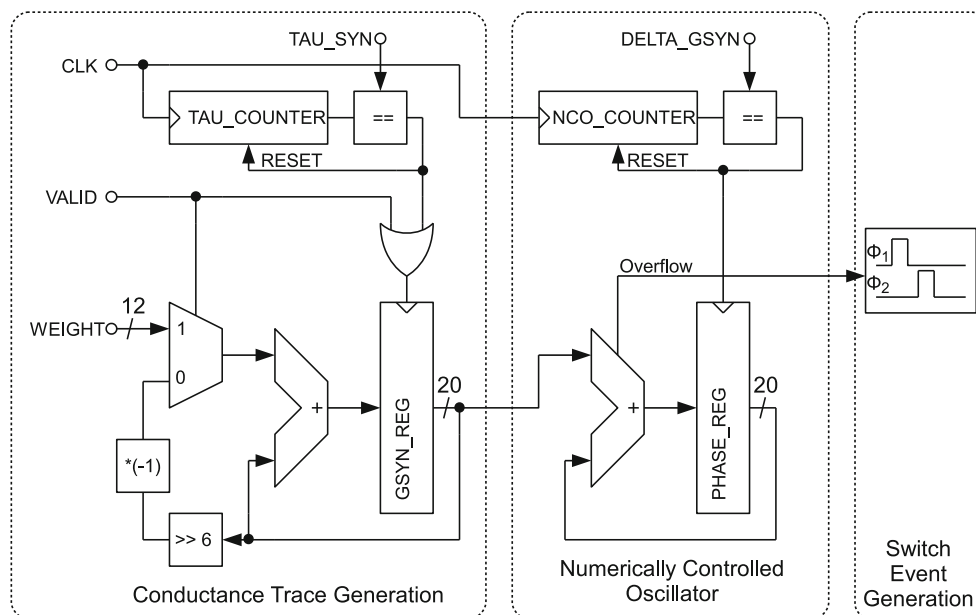 TAU_SYN
DELTA_GSYN
CLK
TAU_COUNTER
==
NCO_COUNTER
==
RESET
RESET
VALID
Overflow
Φ1
Φ2
WEIGHT
12
1
0
+
20
GSYN_REG
+
20
PHASE_REG
*(-1)
>> 6
Conductance Trace Generation
Numerically Controlled
Oscillator
Switch
Event
Generation